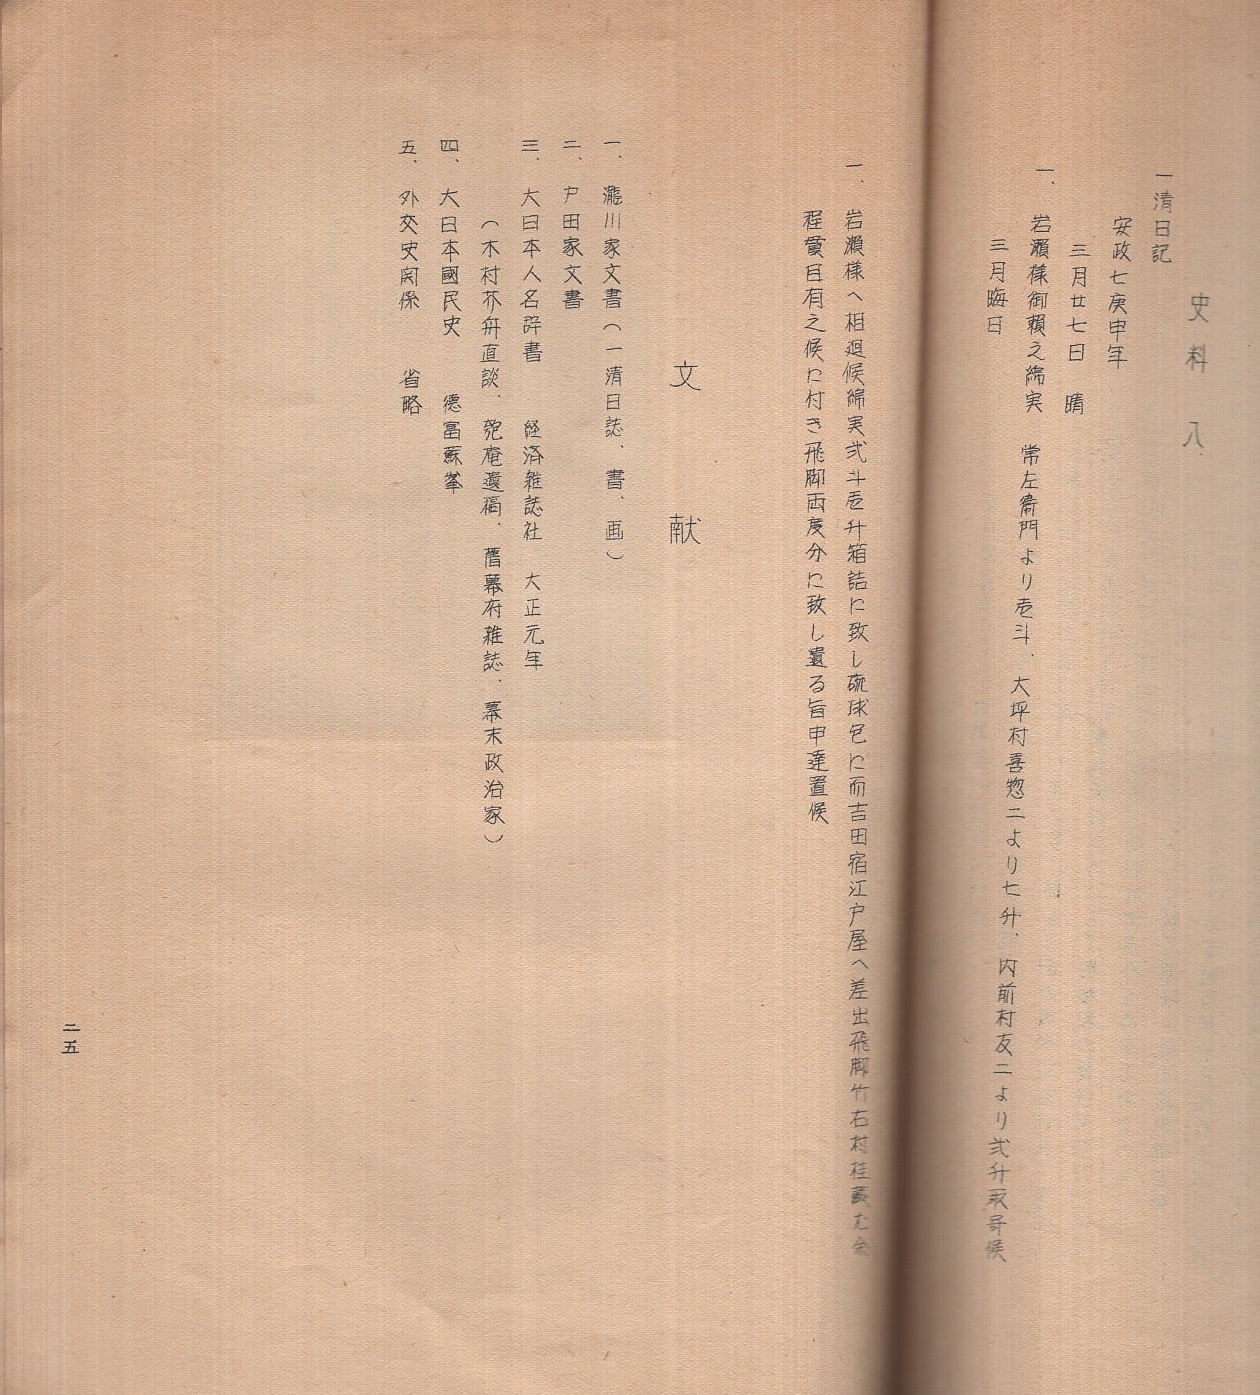 史料 八
一清日記
安政七庚申年
三月廿七日 晴
一、岩瀬様御頼之綿実 常左衛門より壱斗、大坪村喜惣二より七升、内前村友二より弐升取寄候
三月晦日
一、岩瀬様へ相廻候綿実弐斗壱升箱詰に致し琉球包に而吉田宿江戸屋へ差出飛脚竹右村桂蔵
程貫目有之候に付き飛脚両度分に致し遣る旨申達置候
文献
一、瀧川家文書(一清日誌、書、画)
二、戸田家文書
三、大日本人名辞書 経済雑誌社 大正元年
(木村芥舟直談、匏庵遺稿、舊幕府雑誌、幕末政治家)
四、大日本國民史 徳富蘇峯
五、外交史関係 省略
二五